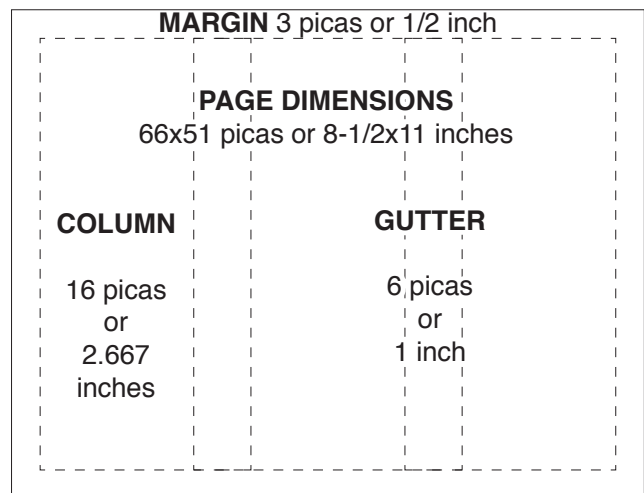 MARGIN 3 picas or 1/2 inch
PAGE DIMENSIONS
66x51 picas or 8-1/2x11 inches
COLUMN
16 picas
or
2.667
inches
GUTTER
6 picas
or
1 inch